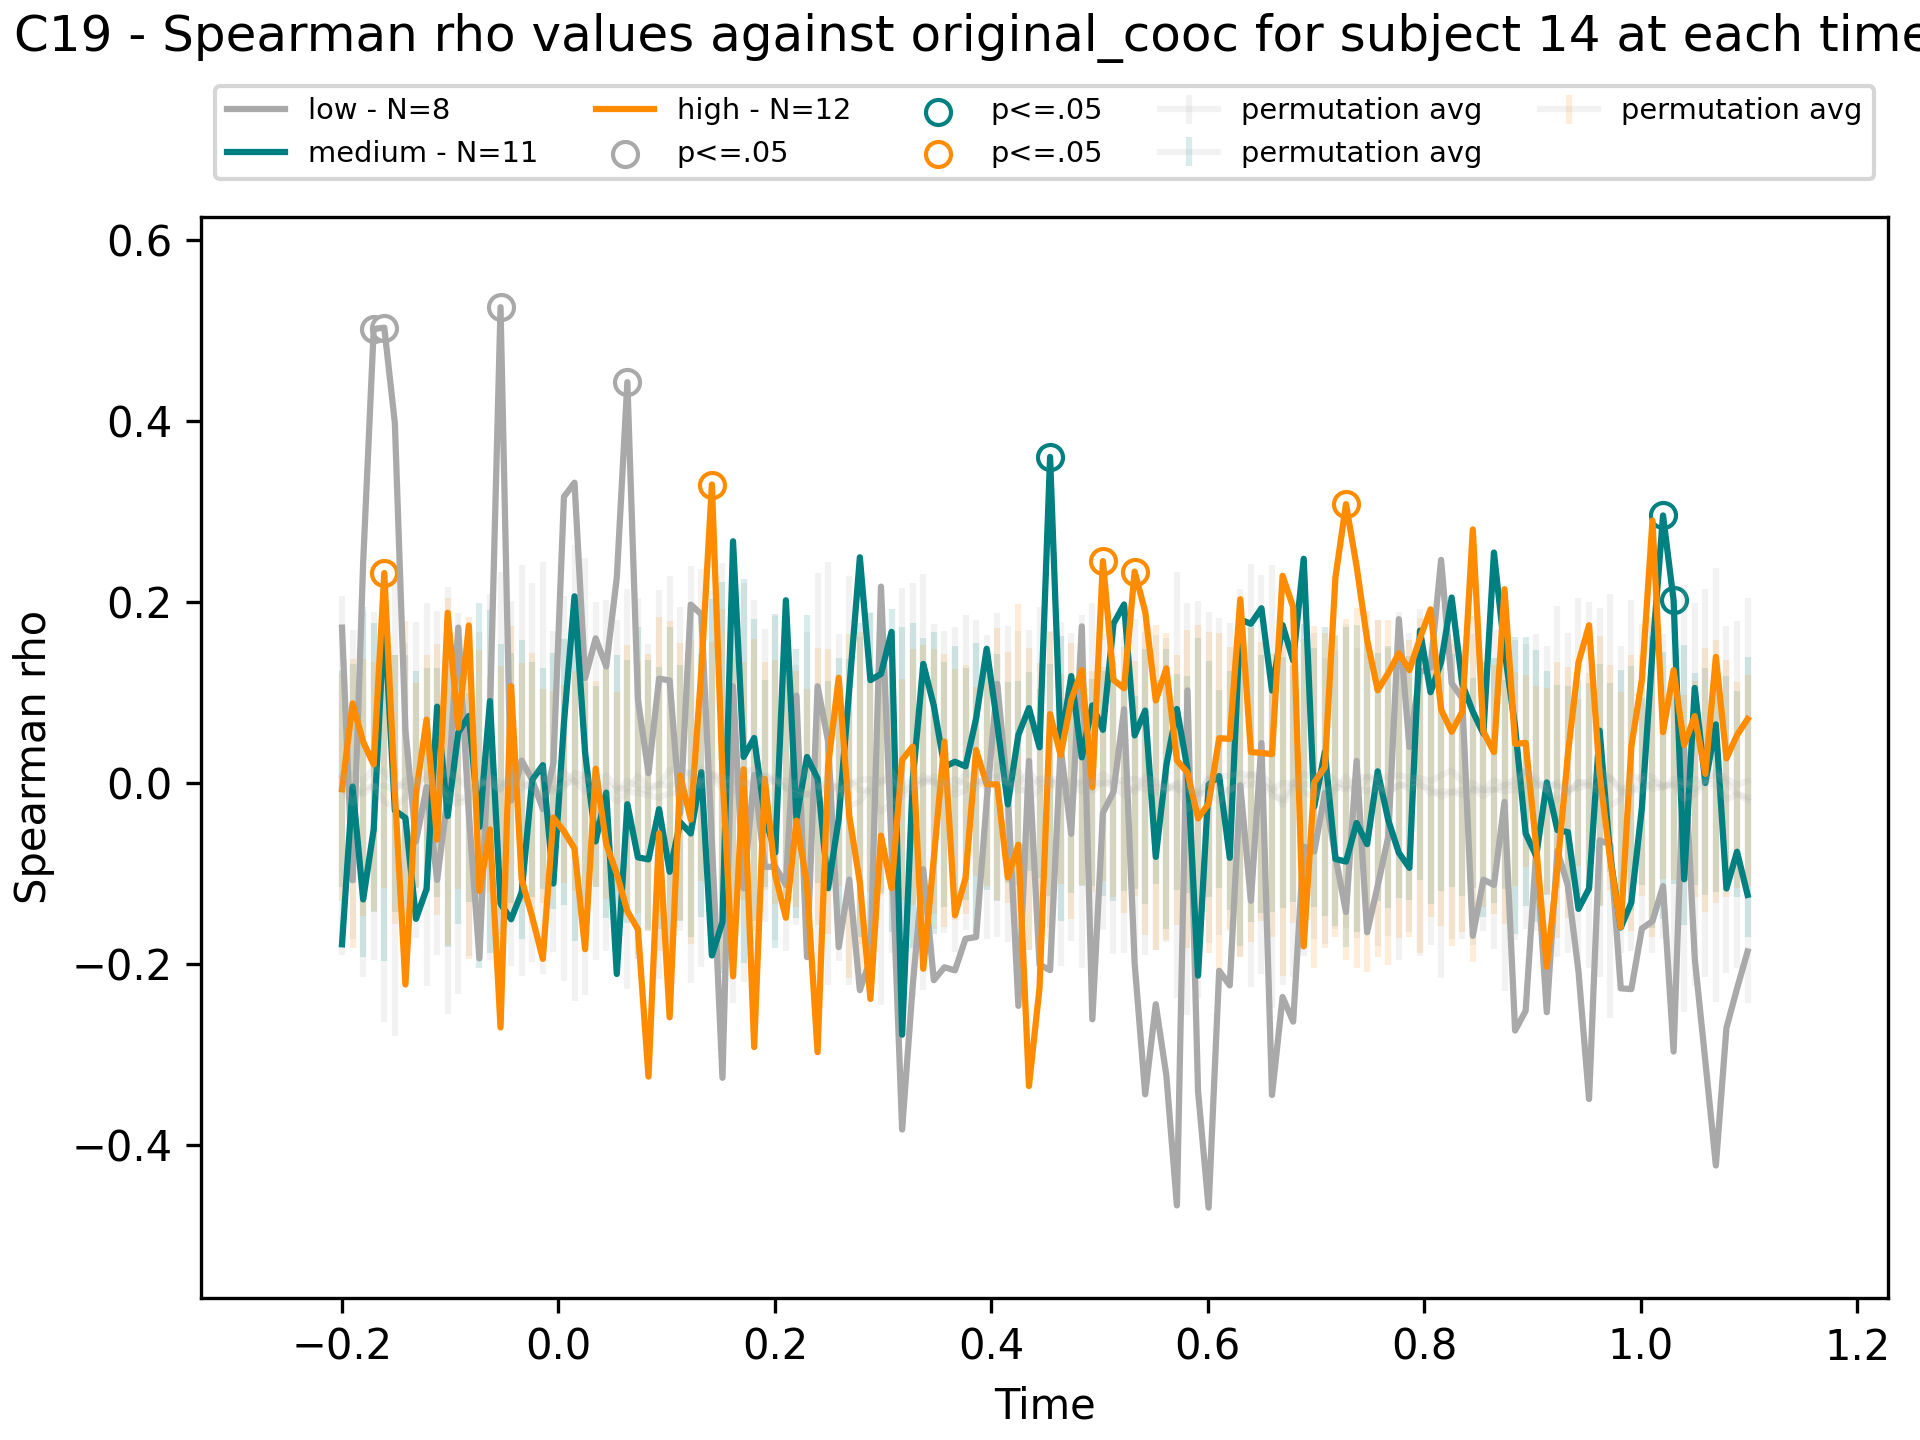 C19 - Spearman rho values against original_cooc for subject 14 at each time
low - N=8
medium - N=11
high - N=12
p<=.05
p<=.05
p<=.05
permutation avg
permutation avg
permutation avg
0.6
0.4
0.2
0.0
−0.2
−0.4
Spearman rho
−0.2 0.0 0.2 0.4 0.6 0.8 1.0 1.2
Time